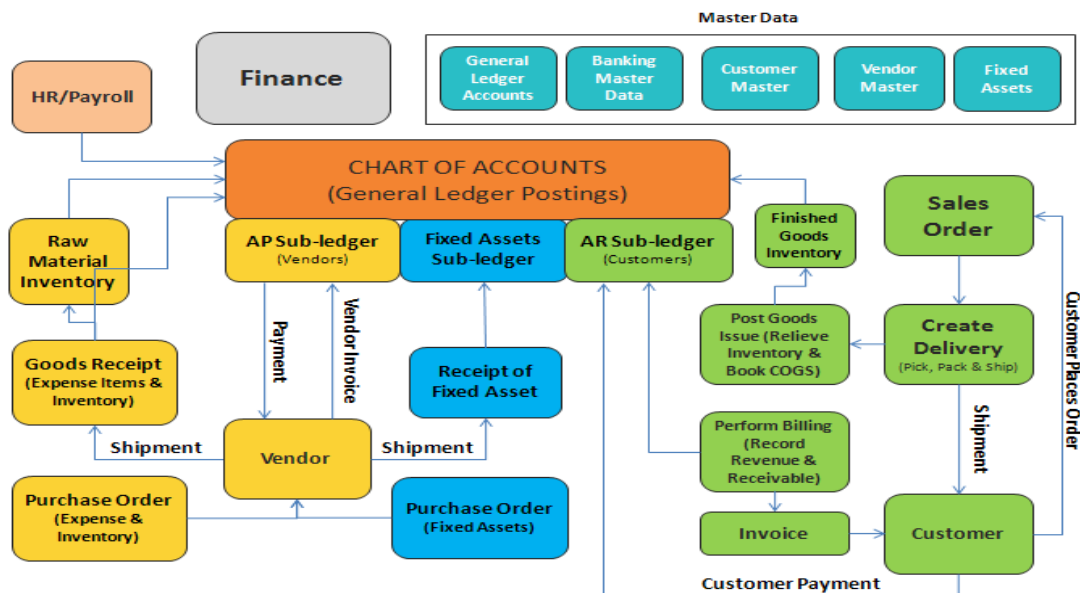 Master Data
HR/Payroll
Finance
General
Ledger
Accounts
Banking
Master
Data
Customer
Master
Vendor
Master
Fixed
Assets
CHART OF ACCOUNTS
(General Ledger Postings)
Raw
Material
Inventory
AP Sub-ledger
(Vendors)
Fixed Assets
Sub-ledger
AR Sub-ledger
(Customers)
Finished
Goods
Inventory
Sales
Order
Payment
Vendor Invoice
Customer Places Order
Goods Receipt
(Expense Items &
Inventory)
Receipt of
Fixed Asset
Post Goods
Issue (Relieve
Inventory &
Book COGS)
Create
Delivery
(Pick, Pack & Ship)
Shipment
Vendor
Shipment
Perform Billing
(Record
Revenue &
Receivable)
Shipment
Purchase Order
(Expense &
Inventory)
Purchase Order
(Fixed Assets)
Invoice
Customer
Customer Payment